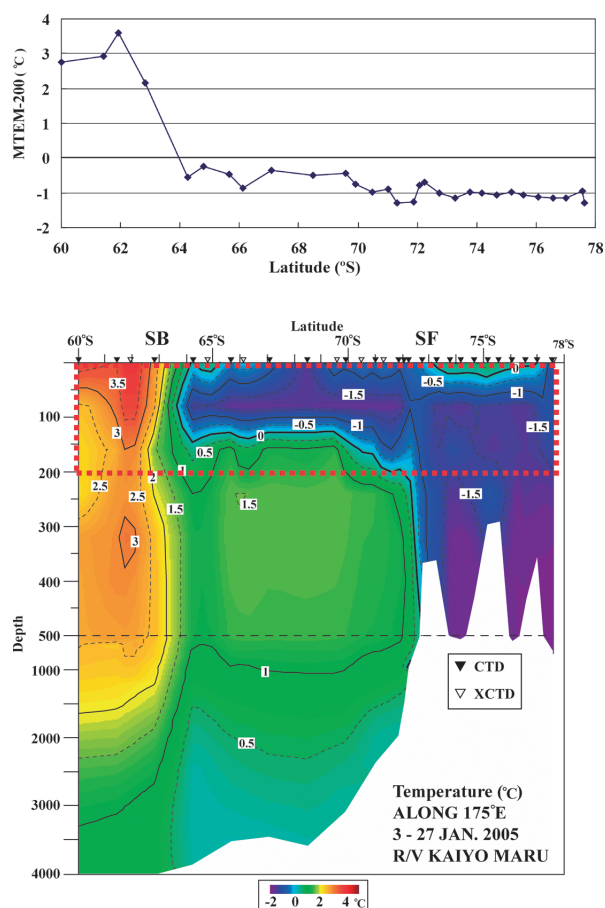 4
3
2
1
0
-1
-2
MTEM-200 (℃)
60 62 64 66 68 70 72 74 76 78
Latitude (ºS)
Latitude
60°S SB 65°S 70°S SF 75°S 78°S
3.5
0
-0.5
-1
-1.5
100
-0.5
3
0
-1
-1.5
0.5
200
1
2
2.5
2.5
1.5
1.5
-1.5
300
3
400
Depth
500
1000
1
CTD
XCTD
2000
0.5
3000
4000
Temperature (℃)
ALONG 175°E
3 - 27 JAN. 2005
R/V KAIYO MARU
-2 0 2 4 ℃